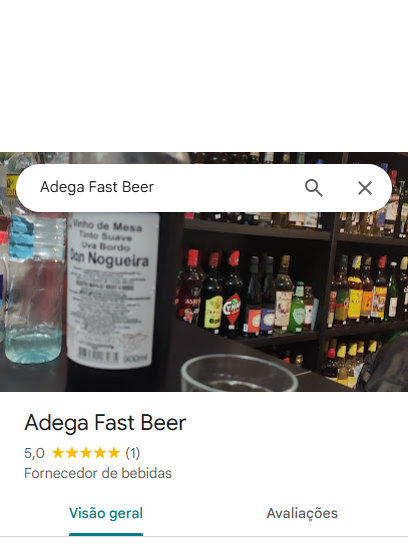 Adega Fast Beer
Vinho de Mesa
Tinto Suave
Uva Bordo
Don Nogueira
900ml
Adega Fast Beer
5,0 ★★★★★ (1)
Fornecedor de bebidas
Visão geral
Avaliações